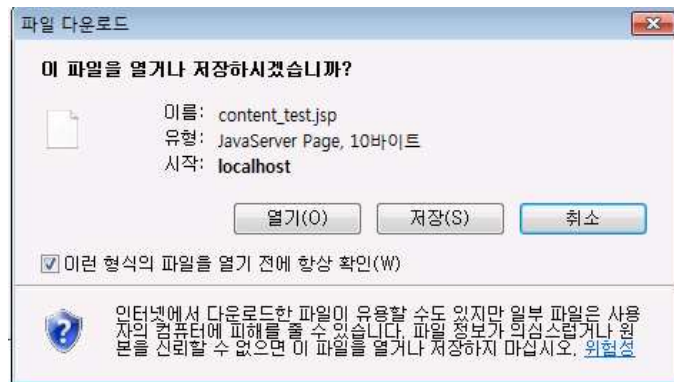 파일 다운로드
이 파일을 열거나 저장하시겠습니까?
이름: content_test.jsp
유형: JavaServer Page, 10바이트
시작: localhost
열기(O) 저장(S) 취소
이런 형식의 파일을 열기 전에 항상 확인(W)
인터넷에서 다운로드한 파일이 유용할 수도 있지만 일부 파일은 사용
자의 컴퓨터에 피해를 줄 수 있습니다. 파일 정보가 의심스럽거나 원
본을 신뢰할 수 없으면 이 파일을 열거나 저장하지 마십시오. 위험성